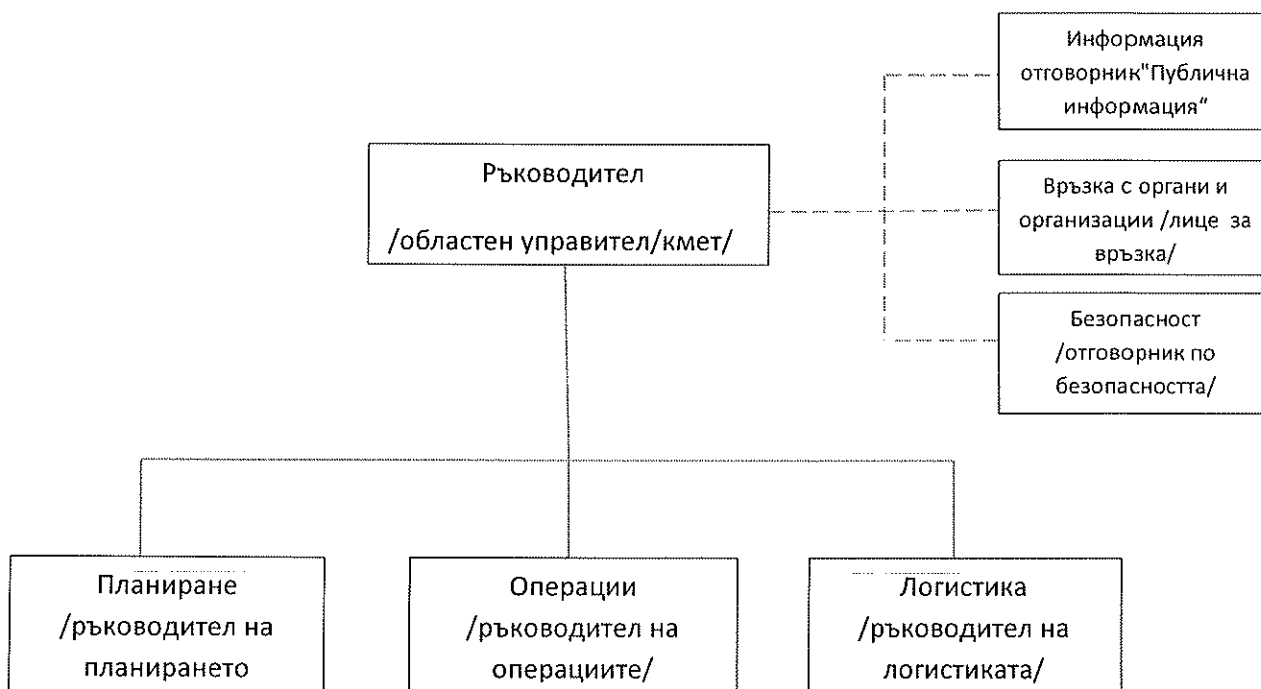 Информация
отговорник"Публична
информация“
Ръководител
/областен управител/кмет/
Връзка с органи и
организации /лице за
връзка/
Безопасност
/отговорник по
безопасността/
Планиране
/ръководител на
планирането
Операции
/ръководител на
операциите/
Логистика
/ръководител на
логистиката/